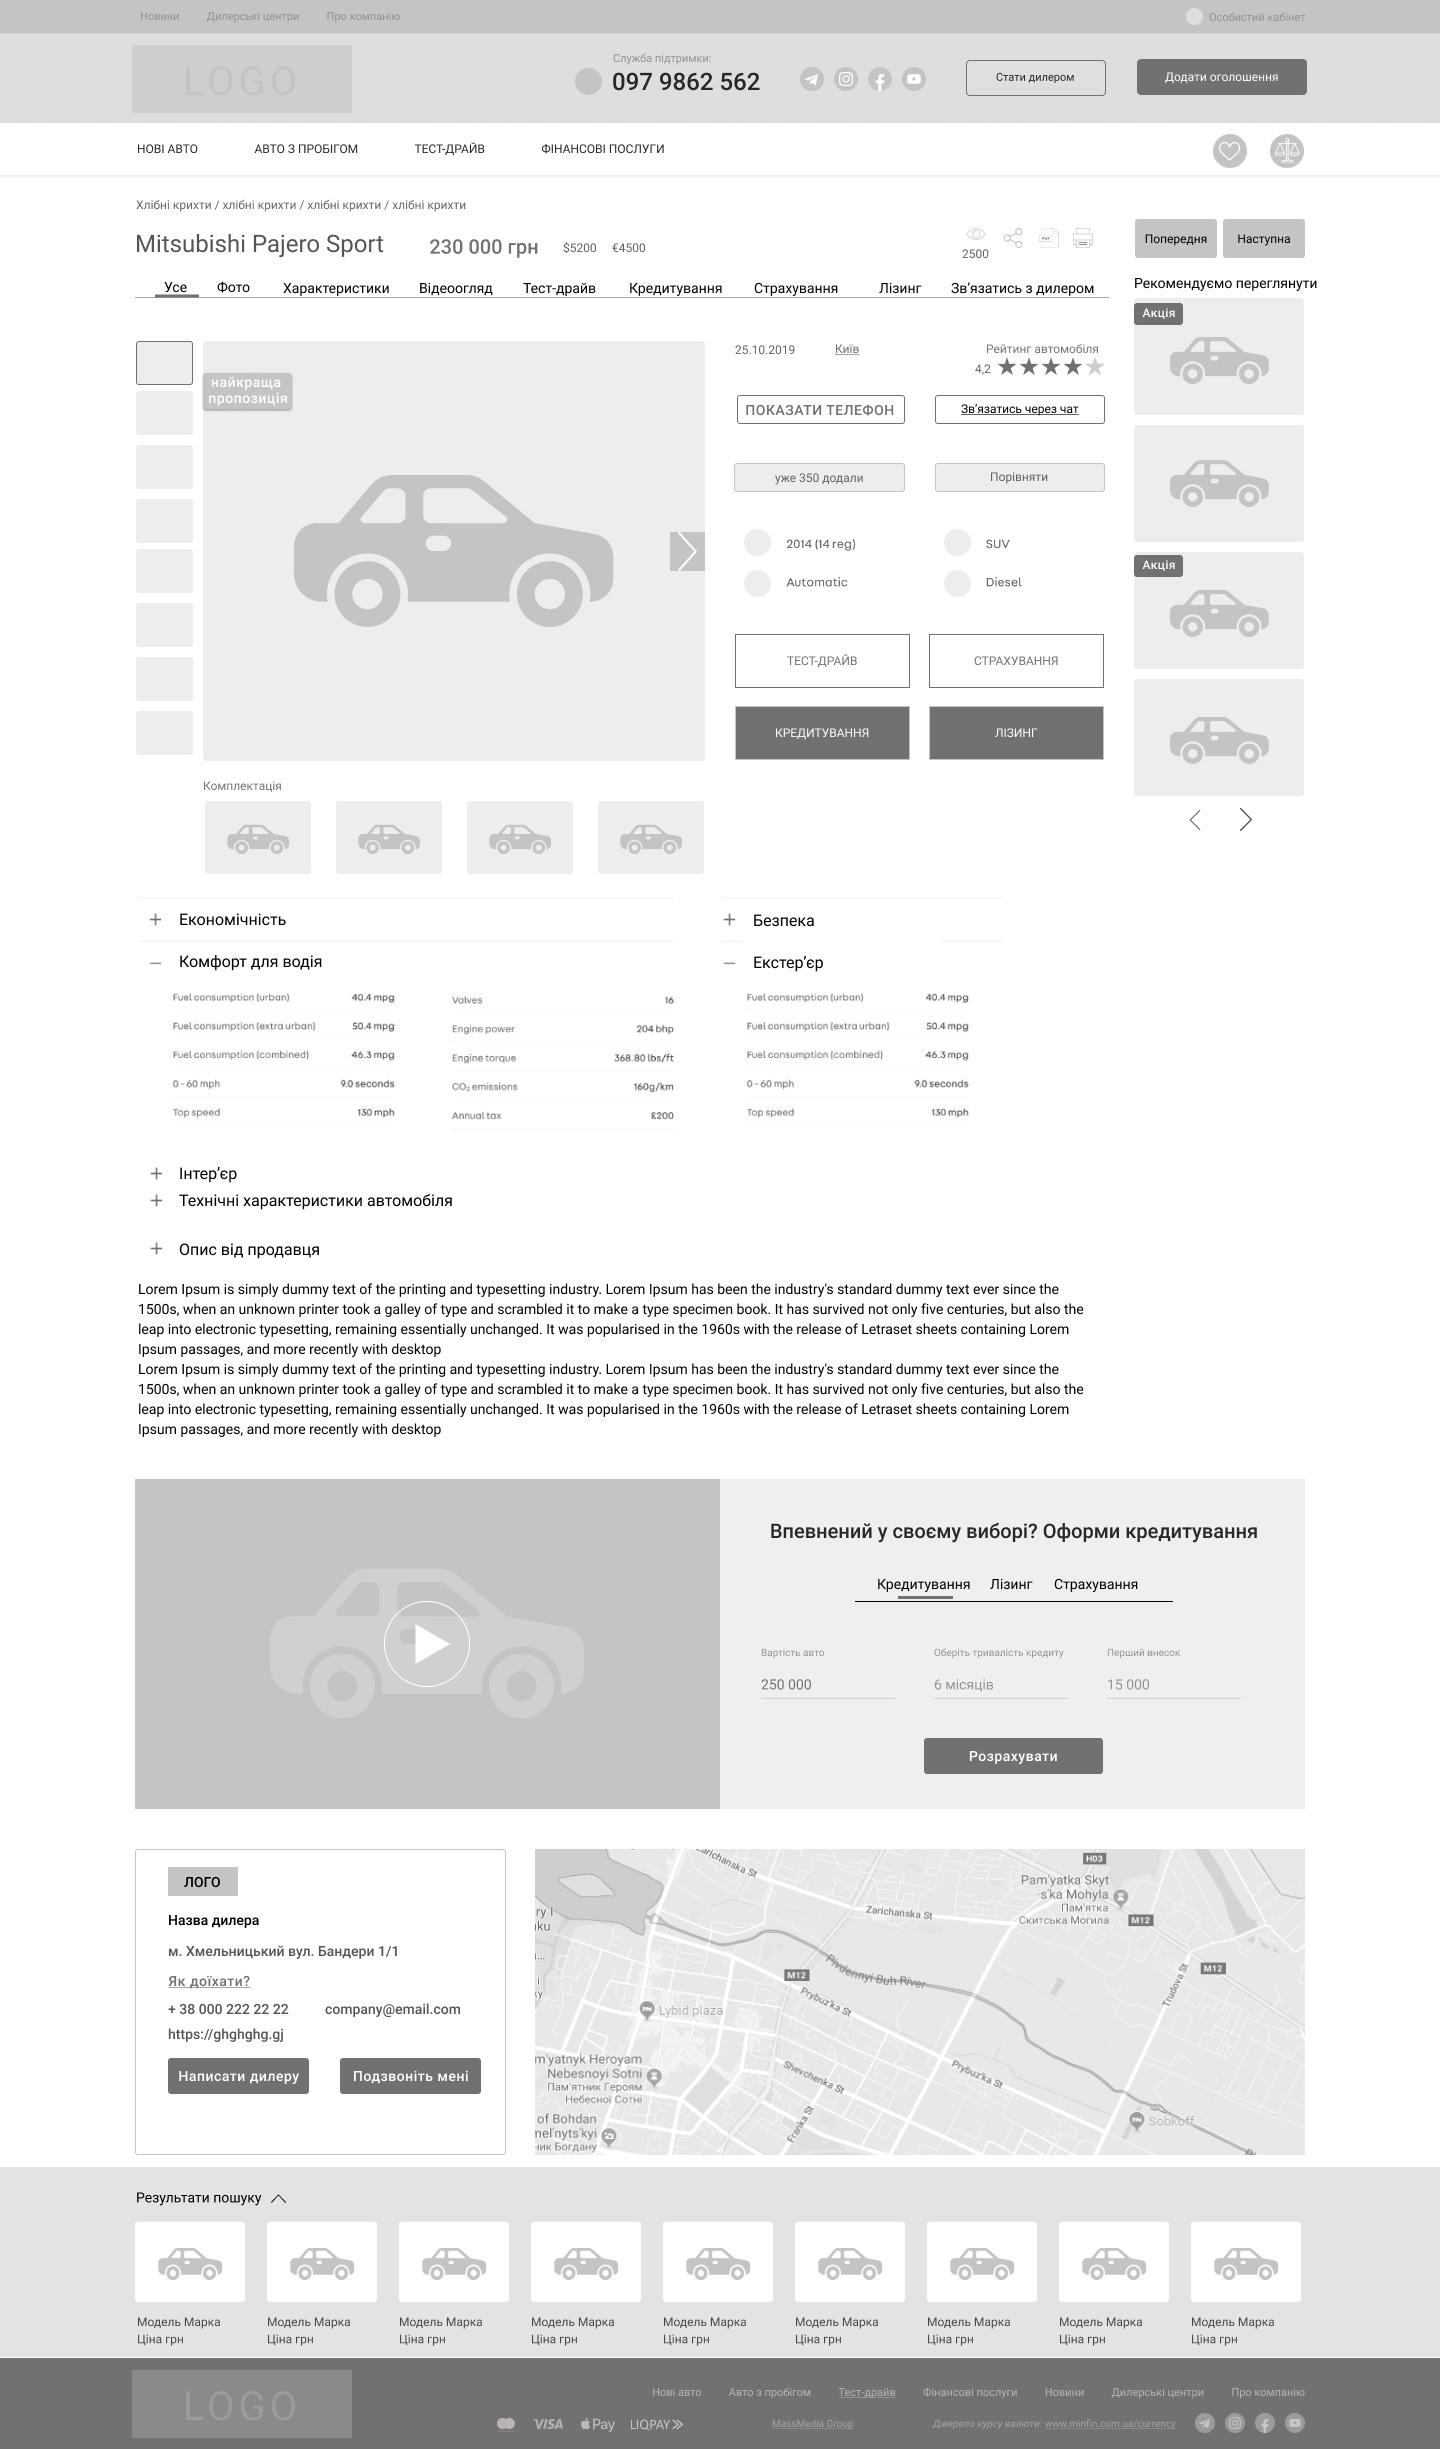 Новини Дилерські центри Про компанію Особистий кабінет
LOGO
Служба підтримки:
097 9862 562
Стати дилером
Додати оголошення
НОВІ АВТО АВТО З ПРОБІГОМ ТЕСТ-ДРАЙВ ФІНАНСОВІ ПОСЛУГИ
Хлібні крихти / хлібні крихти / хлібні крихти / хлібні крихти
Mitsubishi Pajero Sport 230 000 грн $5200 €4500
2500
PDF
Попередня Наступна
Усе Фото Характеристики Відеоогляд Тест-драйв Кредитування Страхування Лізинг Зв’язатись з дилером
Рекомендуємо переглянути
Акція
Акція
найкраща
пропозиція
25.10.2019 Київ Рейтинг автомобіля
4,2
ПОКАЗАТИ ТЕЛЕФОН Зв’язатись через чат
уже 350 додали Порівняти
2014 (14 reg) SUV
Automatic Diesel
ТЕСТ-ДРАЙВ СТРАХУВАННЯ
КРЕДИТУВАННЯ ЛІЗИНГ
Комплектація
Економічність
Комфорт для водія
Fuel consumption (urban) 40.4 mpg
Fuel consumption (extra urban) 50.4 mpg
Fuel consumption (combined) 46.3 mpg
0 - 60 mph 9.0 seconds
Top speed 130 mph
Valves 16
Engine power 204 bhp
Engine torque 368.80 lbs/ft
CO₂ emissions 160g/km
Annual tax £200
Безпека
Екстер’єр
Fuel consumption (urban) 40.4 mpg
Fuel consumption (extra urban) 50.4 mpg
Fuel consumption (combined) 46.3 mpg
0 - 60 mph 9.0 seconds
Top speed 130 mph
Інтер’єр
Технічні характеристики автомобіля
Опис від продавця
Lorem Ipsum is simply dummy text of the printing and typesetting industry. Lorem Ipsum has been the industry's standard dummy text ever since the
1500s, when an unknown printer took a galley of type and scrambled it to make a type specimen book. It has survived not only five centuries, but also the
leap into electronic typesetting, remaining essentially unchanged. It was popularised in the 1960s with the release of Letraset sheets containing Lorem
Ipsum passages, and more recently with desktop
Lorem Ipsum is simply dummy text of the printing and typesetting industry. Lorem Ipsum has been the industry's standard dummy text ever since the
1500s, when an unknown printer took a galley of type and scrambled it to make a type specimen book. It has survived not only five centuries, but also the
leap into electronic typesetting, remaining essentially unchanged. It was popularised in the 1960s with the release of Letraset sheets containing Lorem
Ipsum passages, and more recently with desktop
Впевнений у своєму виборі? Оформи кредитування
Кредитування Лізинг Страхування
Вартість авто Оберіть тривалість кредиту Перший внесок
250 000 6 місяців 15 000
Розрахувати
ЛОГО
Назва дилера
м. Хмельницький вул. Бандери 1/1
Як доїхати?
+ 38 000 222 22 22 company@email.com
https://ghghghg.gj
Написати дилеру Подзвоніть мені
Zarichanska St
H03
Pam'yatka Skyt
s'ka Mohyla
Пам'ятка
Скитська Могила
Zarichanska St
M12
M12
M12
Pivdennyi Buh River
Trudova St
Prybuz'ka St
Lybid plaza
m'yatnyk Heroyam
Nebesnoyi Sotni
Пам'ятник Героям
Небесної Сотні
Shevchenka St
Prybuz'ka St
Franka St
of Bohdan
mel'nyts'kyi
ник Богдану
Sobkoff
Результати пошуку
Модель Марка Модель Марка Модель Марка Модель Марка Модель Марка Модель Марка Модель Марка Модель Марка Модель Марка
Ціна грн Ціна грн Ціна грн Ціна грн Ціна грн Ціна грн Ціна грн Ціна грн Ціна грн
LOGO
Нові авто Авто з пробігом Тест-драйв Фінансові послуги Новини Дилерські центри Про компанію
VISA Pay LIQPAY MassMedia Group Джерело курсу валюти: www.minfin.com.ua/currency